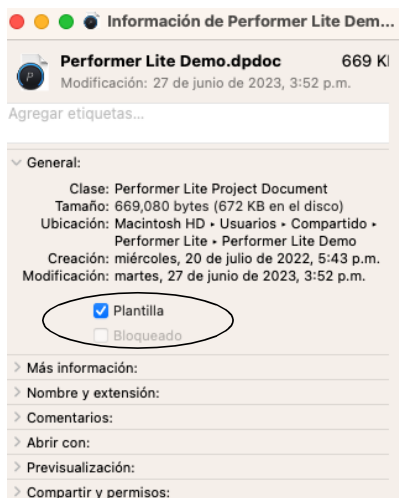 Información de Performer Lite Dem...
Performer Lite Demo.dpdoc 669 K
Modificación: 27 de junio de 2023, 3:52 p.m.
Agregar etiquetas...
General:
Clase: Performer Lite Project Document
Tamaño: 669,080 bytes (672 KB en el disco)
Ubicación: Macintosh HD ▸ Usuarios ▸ Compartido ▸
Performer Lite ▸ Performer Lite Demo
Creación: miércoles, 20 de julio de 2022, 5:43 p.m.
Modificación: martes, 27 de junio de 2023, 3:52 p.m.
Plantilla
Bloqueado
Más información:
Nombre y extensión:
Comentarios:
Abrir con:
Previsualización:
Compartir y permisos: